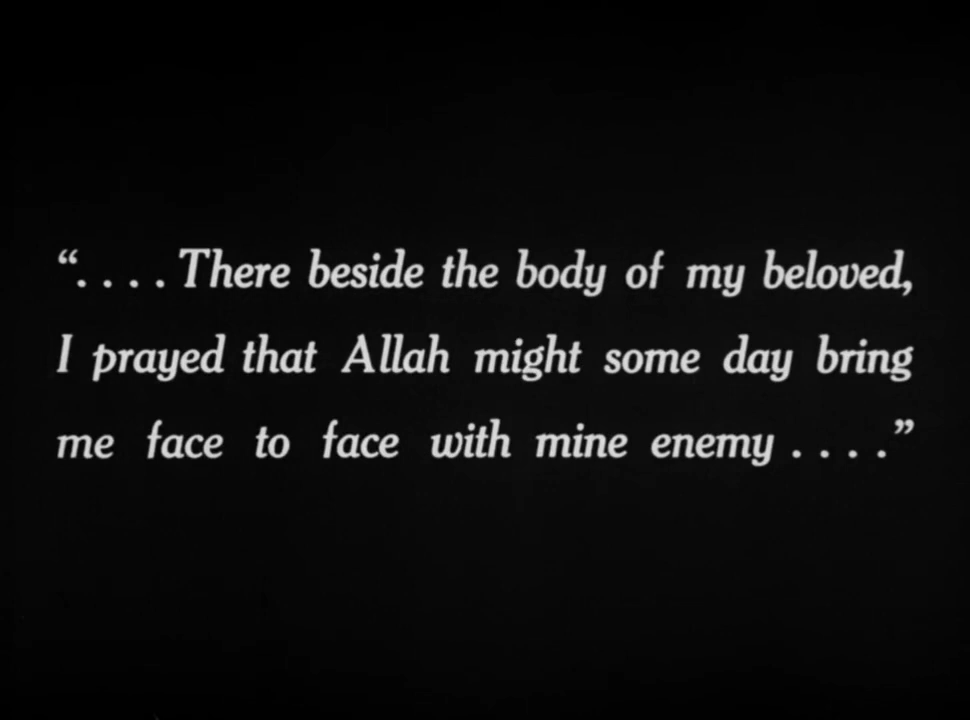 “. . . . There beside the body of my beloved,
I prayed that Allah might some day bring
me face to face with mine enemy . . . .”